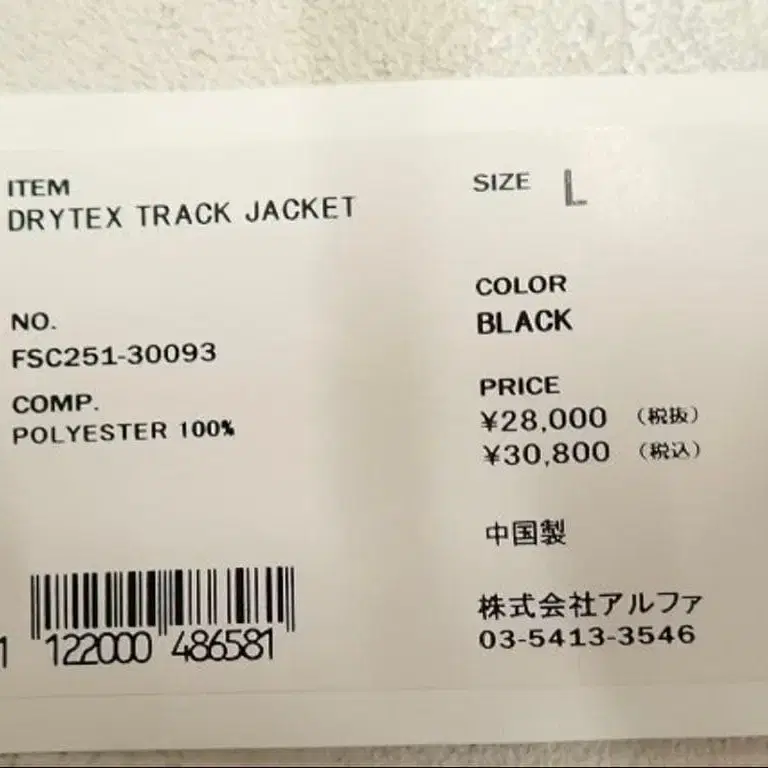 ITEM
DRYTEX TRACK JACKET
NO.
FSC251-30093
COMP.
POLYESTER 100%
SIZE L
COLOR
BLACK
PRICE
¥28,000 (税抜)
¥30,800 (税込)
中国製
株式会社アルファ
03-5413-3546
1 122000 486581